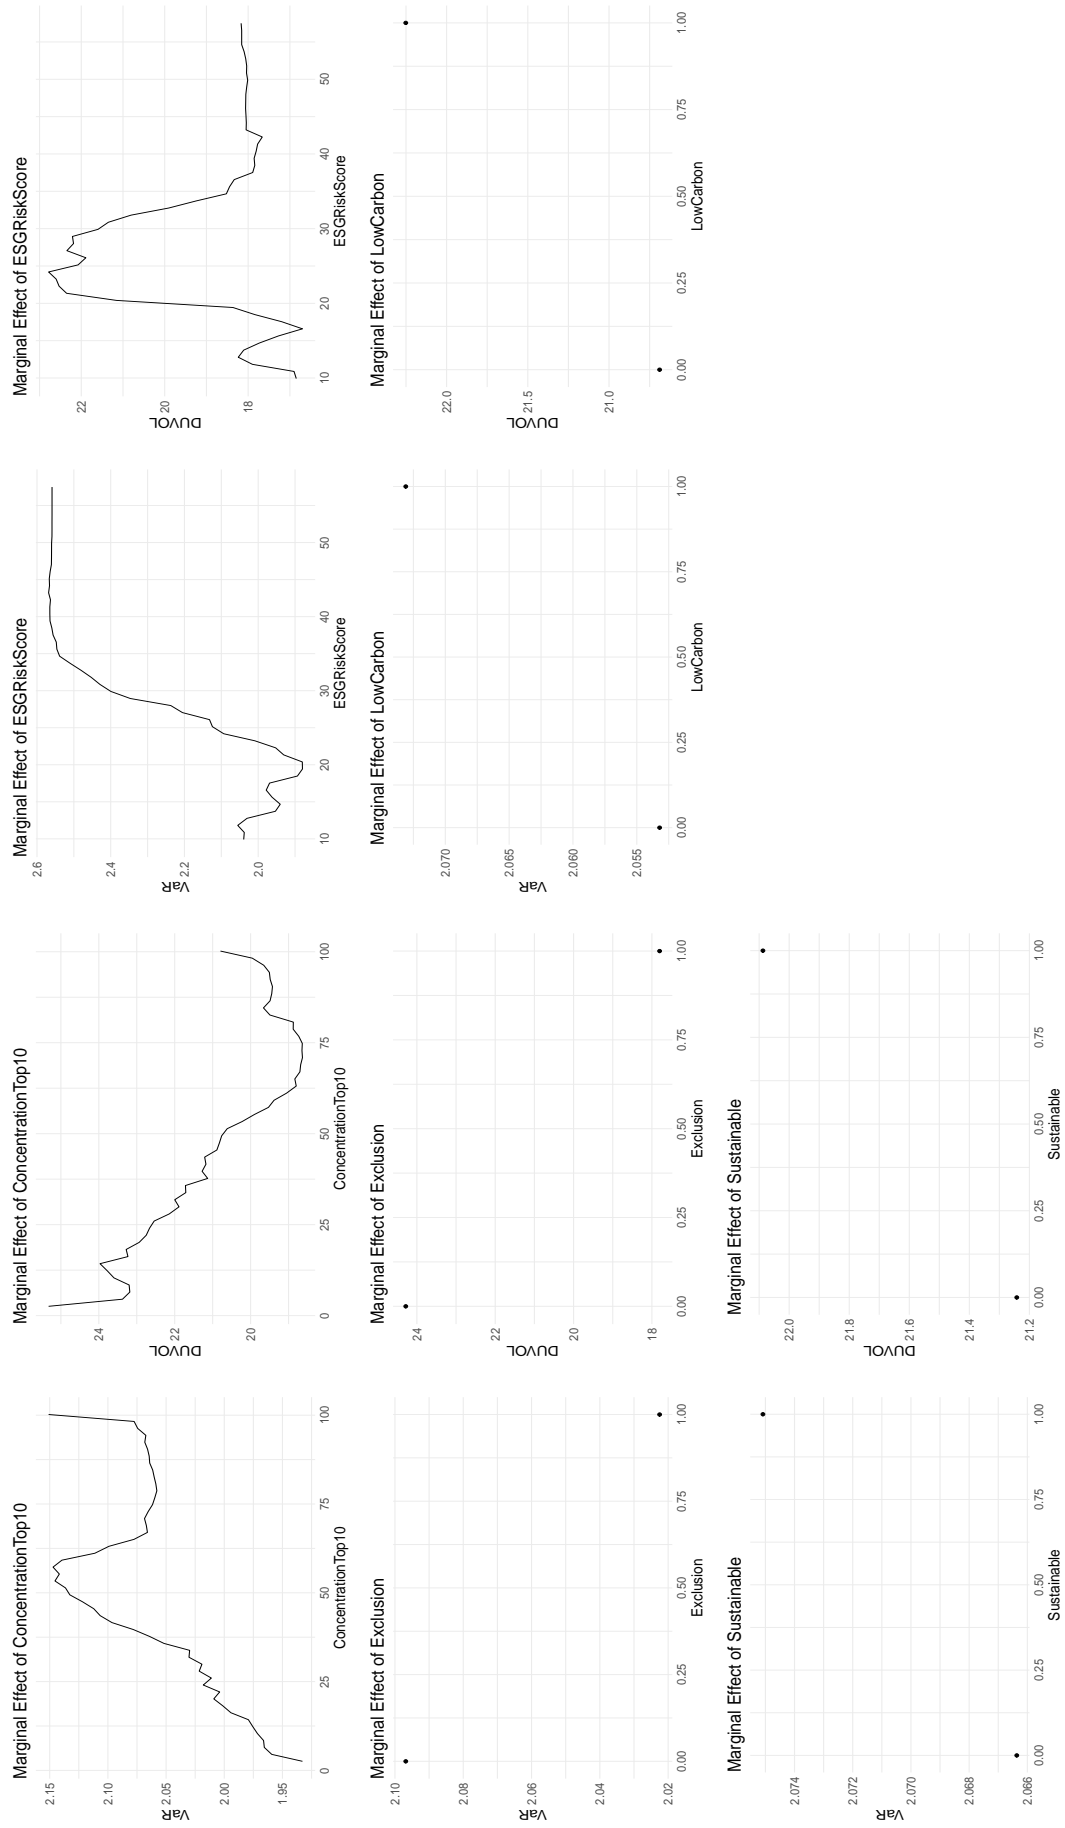 Marginal Effect of ConcentrationTop10
VaR
2.15
2.10
2.05
2.00
1.95
0 25 50 75 100
ConcentrationTop10
Marginal Effect of ConcentrationTop10
DUVOL
24
22
20
0 25 50 75 100
ConcentrationTop10
Marginal Effect of ESGRiskScore
VaR
2.6
2.4
2.2
2.0
10 20 30 40 50
ESGRiskScore
Marginal Effect of ESGRiskScore
DUVOL
22
20
18
10 20 30 40 50
ESGRiskScore
Marginal Effect of Exclusion
VaR
2.10
2.08
2.06
2.04
2.02
0.00 0.25 0.50 0.75 1.00
Exclusion
Marginal Effect of Exclusion
DUVOL
24
22
20
18
0.00 0.25 0.50 0.75 1.00
Exclusion
Marginal Effect of LowCarbon
VaR
2.070
2.065
2.060
2.055
0.00 0.25 0.50 0.75 1.00
LowCarbon
Marginal Effect of LowCarbon
DUVOL
22.0
21.5
21.0
0.00 0.25 0.50 0.75 1.00
LowCarbon
Marginal Effect of Sustainable
VaR
2.074
2.072
2.070
2.068
2.066
0.00 0.25 0.50 0.75 1.00
Sustainable
Marginal Effect of Sustainable
DUVOL
22.0
21.8
21.6
21.4
21.2
0.00 0.25 0.50 0.75 1.00
Sustainable